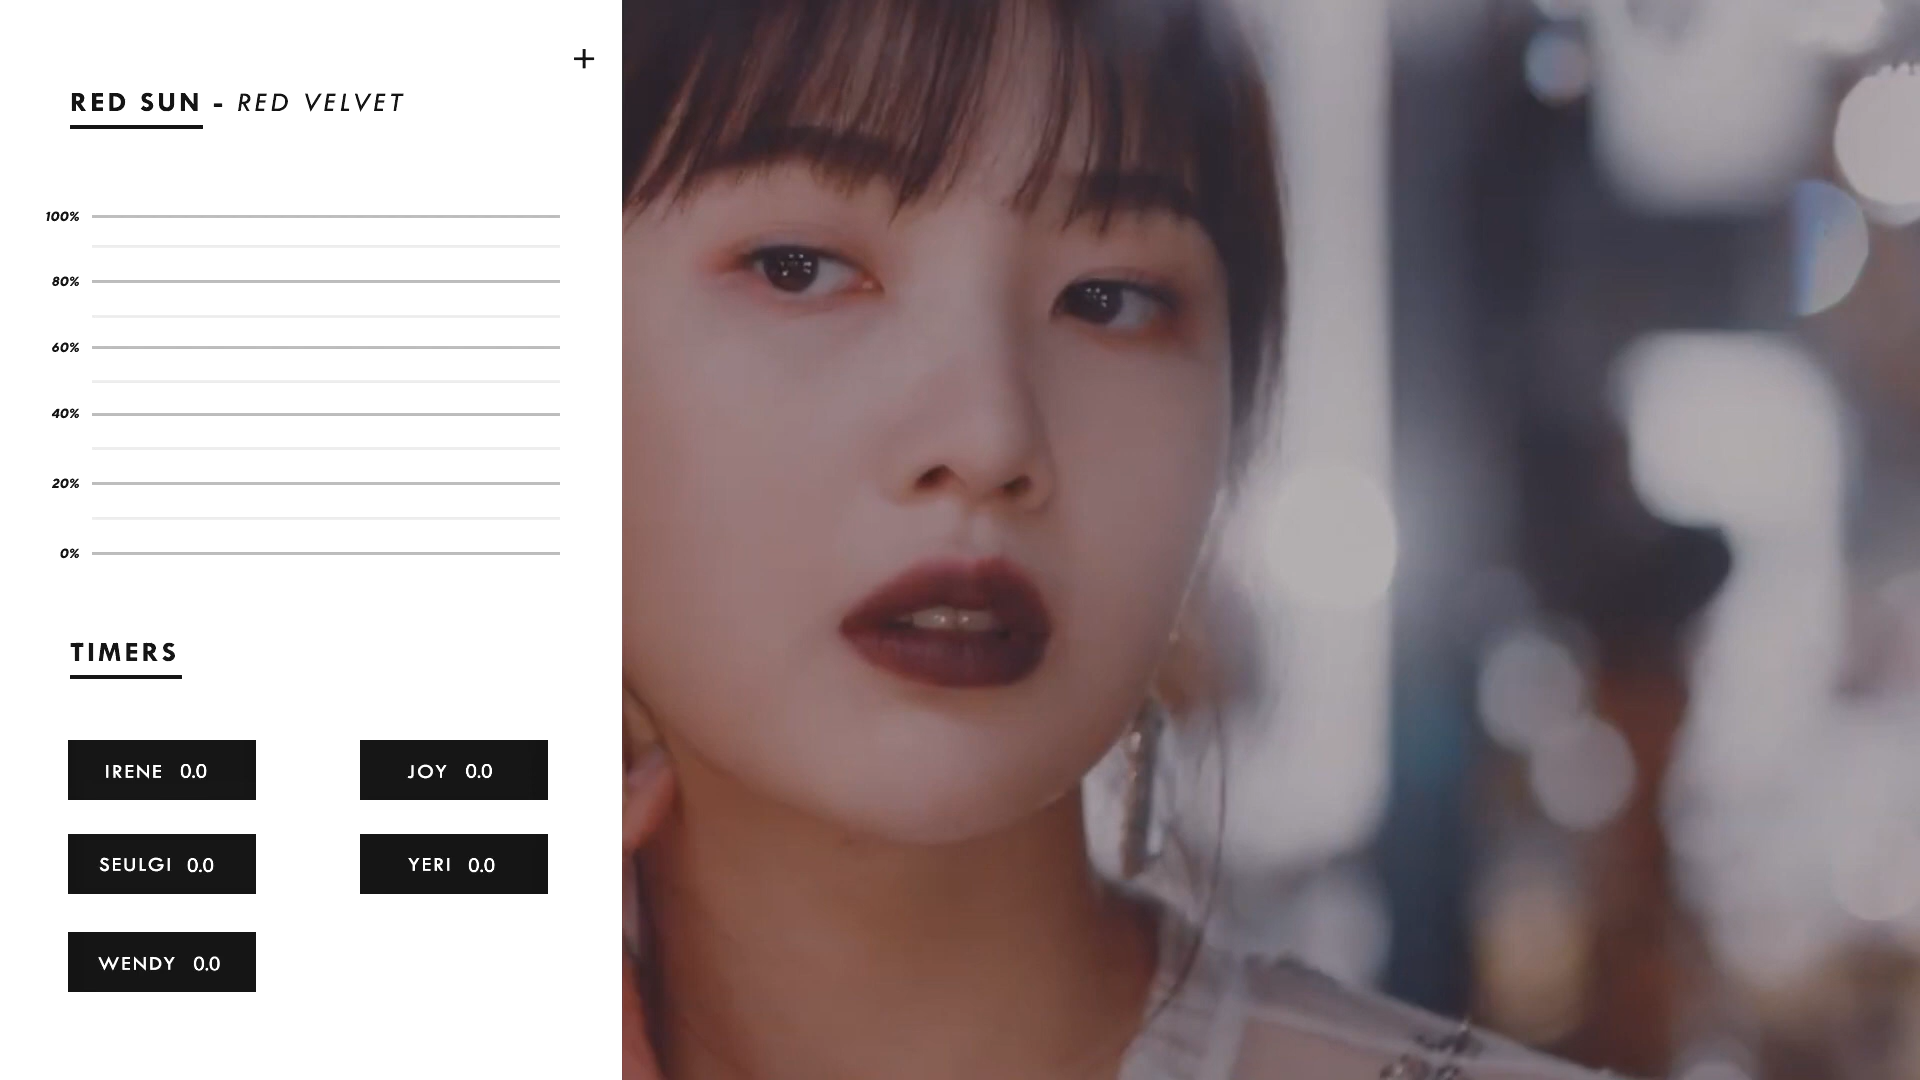 +
RED SUN - RED VELVET
100%
80%
60%
40%
20%
0%
TIMERS
IRENE 0.0
JOY 0.0
SEULGI 0.0
YERI 0.0
WENDY 0.0